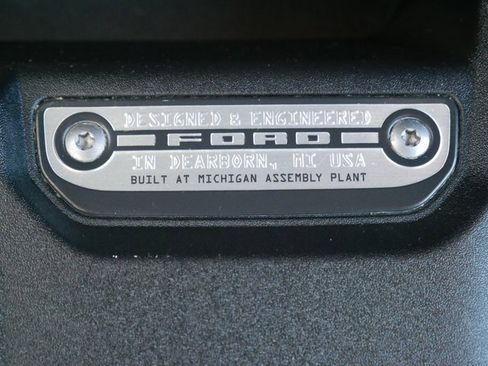 DESIGNED & ENGINEERED
FORD
IN DEARBORN, MI USA
BUILT AT MICHIGAN ASSEMBLY PLANT